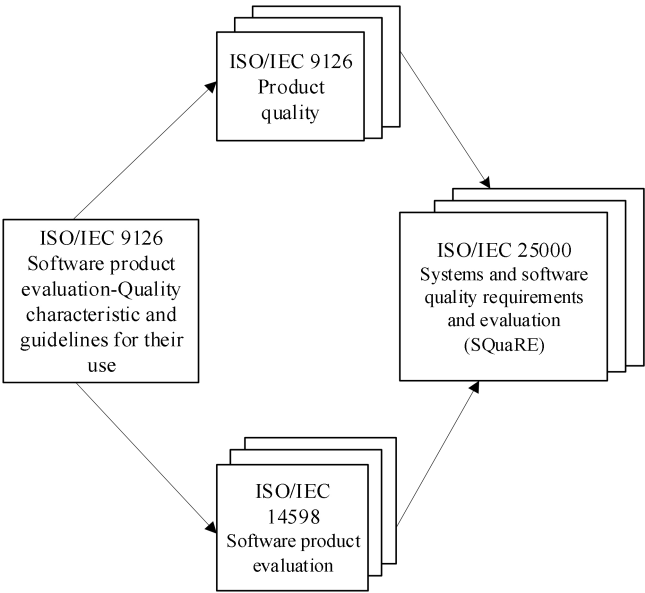 ISO/IEC 9126
Product
quality
ISO/IEC 9126
Software product
evaluation-Quality
characteristic and
guidelines for their
use
ISO/IEC 25000
Systems and software
quality requirements
and evaluation
(SQuaRE)
ISO/IEC
14598
Software product
evaluation